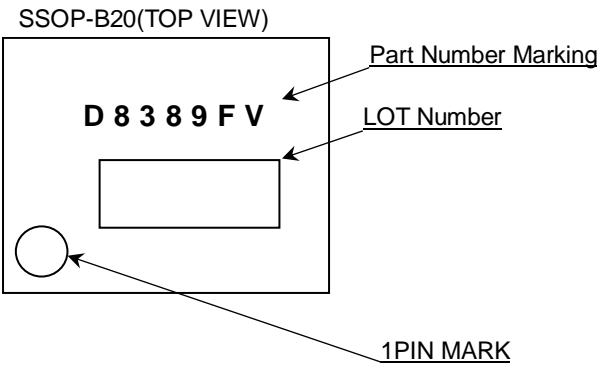 SSOP-B20(TOP VIEW)
Part Number Marking
D 8 3 8 9 F V
LOT Number
1PIN MARK